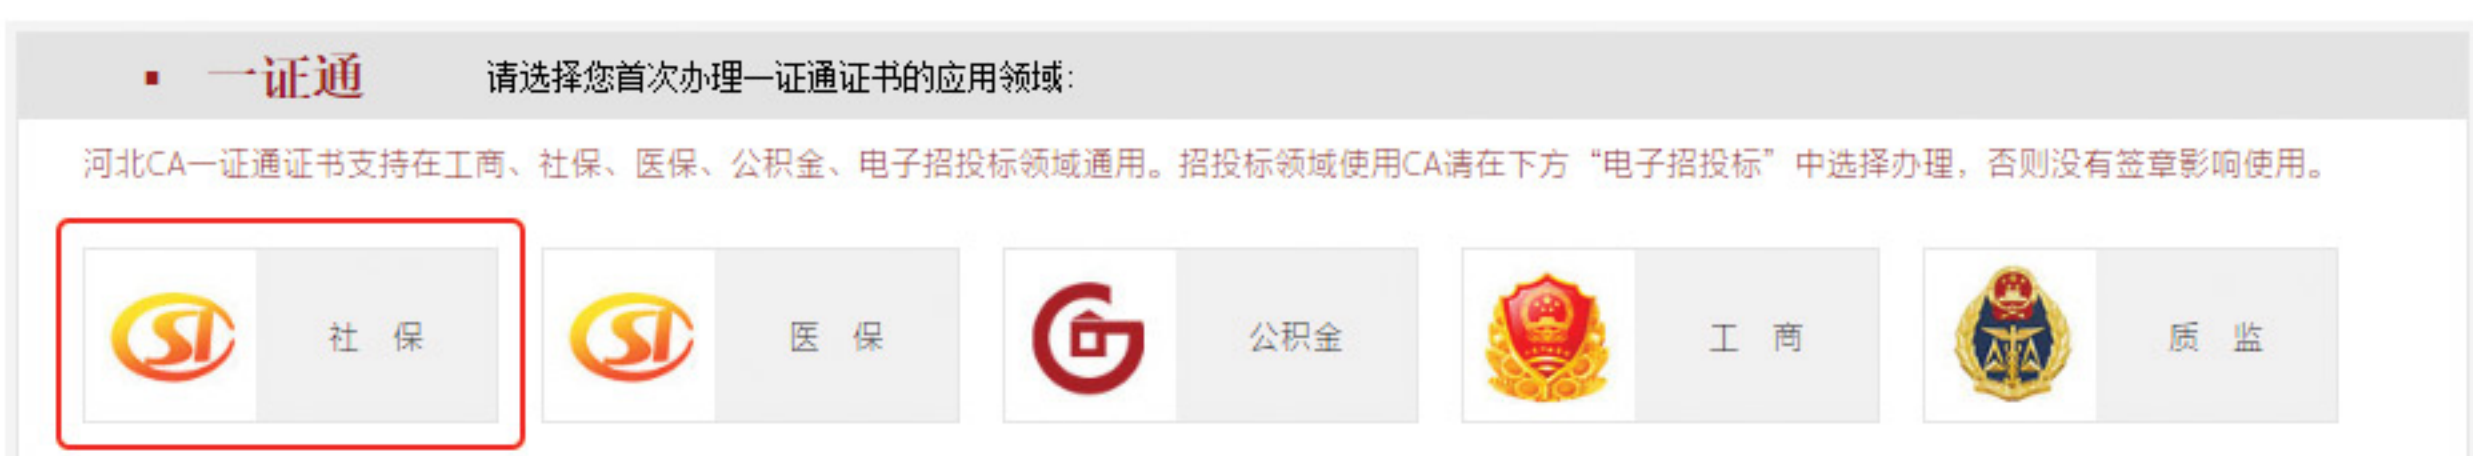 ▪ 一证通 请选择您首次办理一证通证书的应用领域:
河北CA一证通证书支持在工商、社保、医保、公积金、电子招投标领域通用。招投标领域使用CA请在下方“电子招投标”中选择办理，否则没有签章影响使用。
社 保 医 保 公积金 工 商 质 监